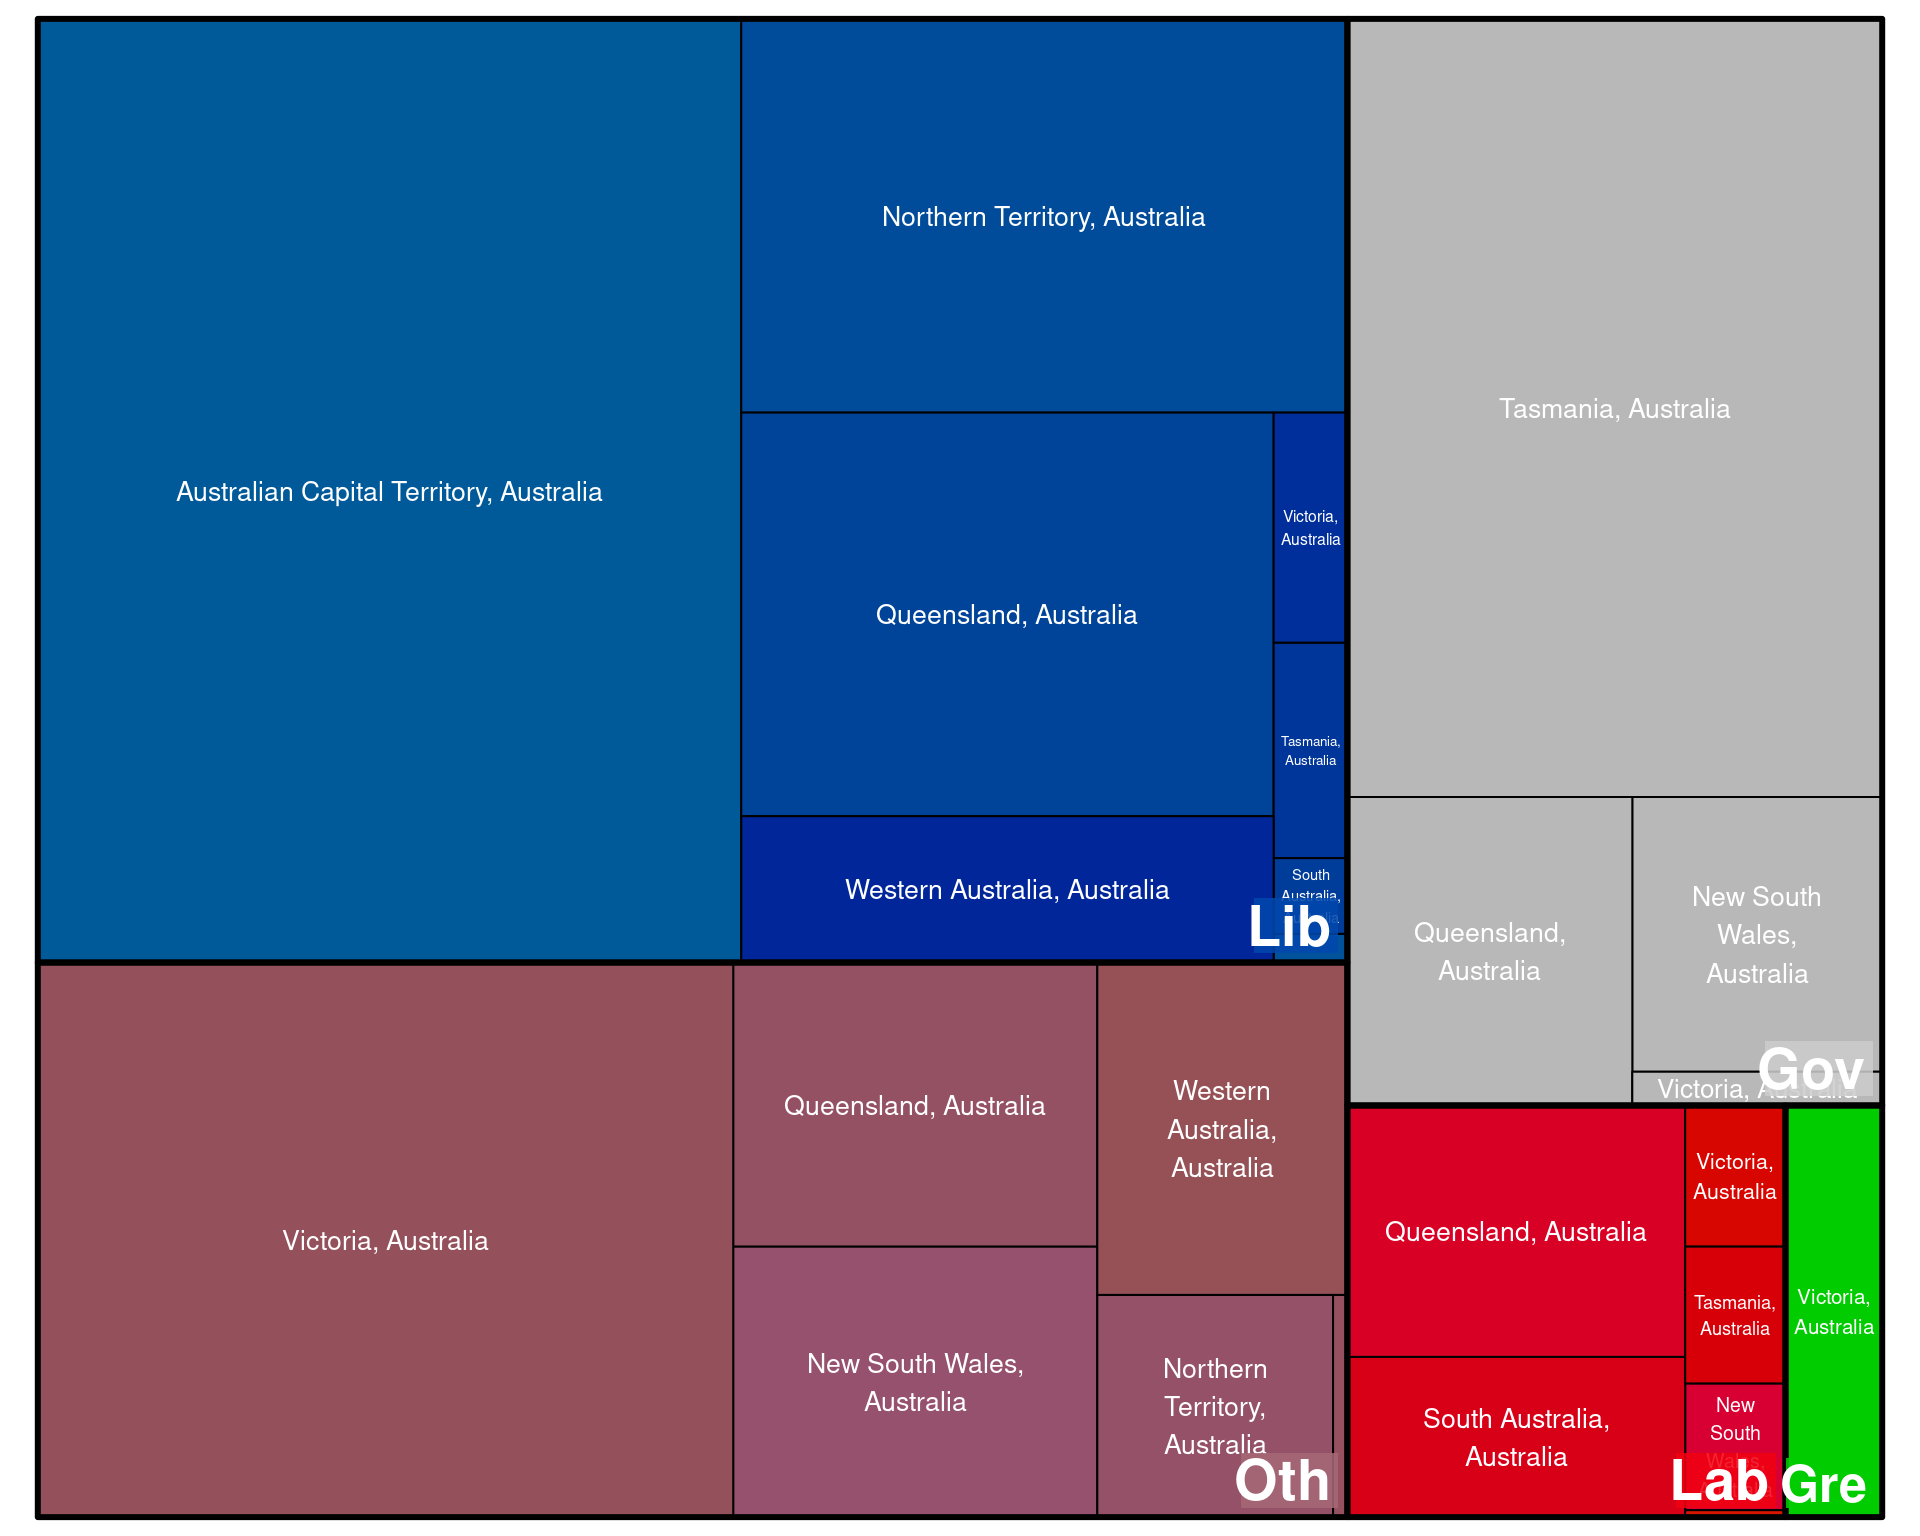 Australian Capital Territory, Australia
Northern Territory, Australia
Queensland, Australia
Victoria,
Australia
Tasmania,
Australia
Western Australia, Australia
South
Australia,
Lib
Tasmania, Australia
Queensland,
Australia
New South
Wales,
Australia
Victoria, Australia
Gov
Victoria, Australia
Queensland, Australia
New South Wales,
Australia
Western
Australia,
Australia
Northern
Territory,
Australia
Oth
Queensland, Australia
South Australia,
Australia
Victoria,
Australia
Tasmania,
Australia
New
South
Wales,
Lab
Victoria,
Australia
Gre